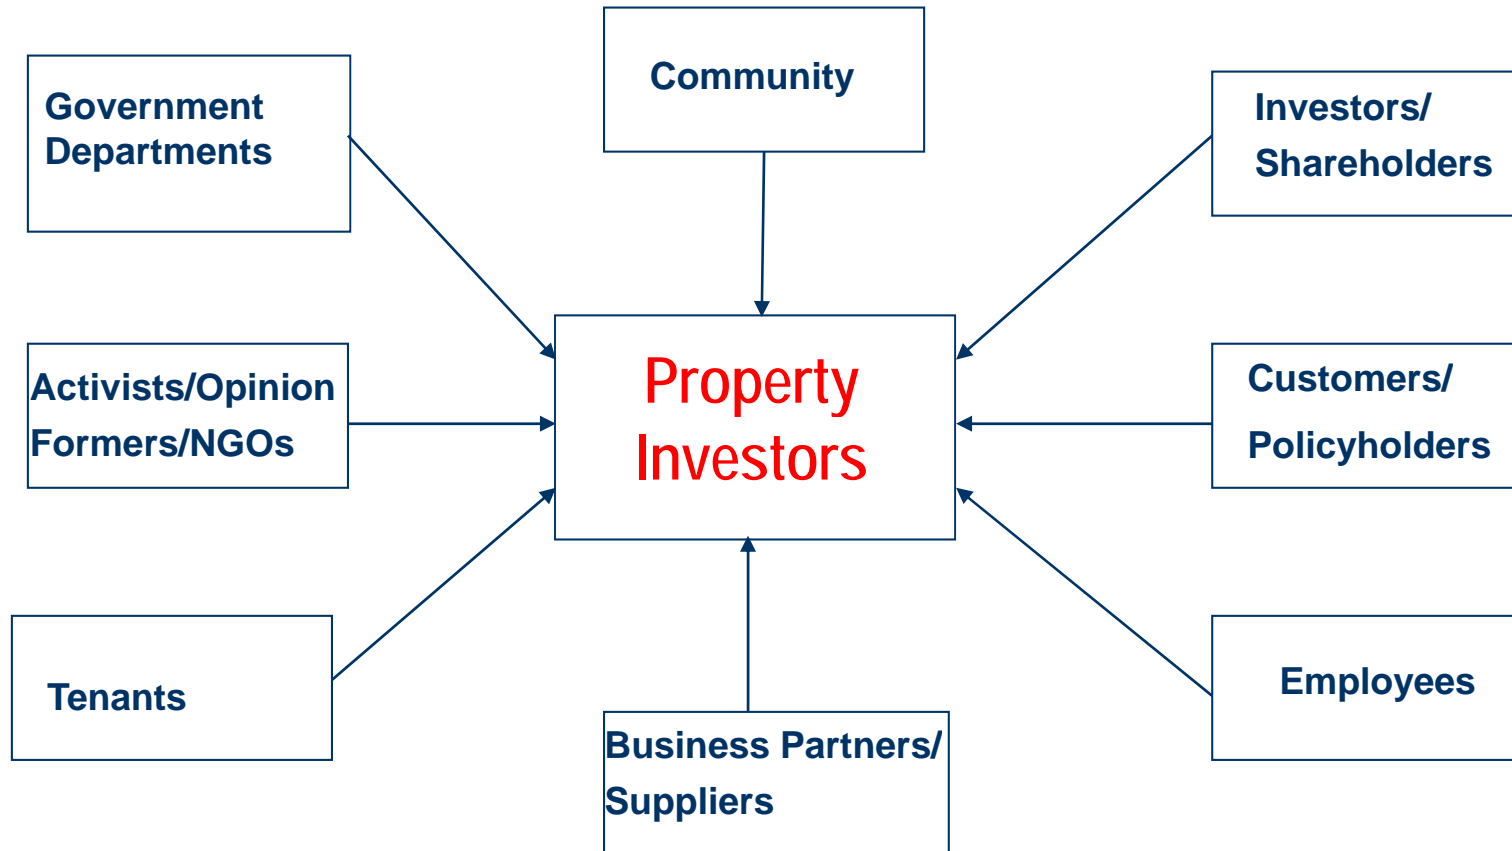 Community
Government
Departments
Investors/
Shareholders
Activists/Opinion
Formers/NGOs
Property
Investors
Customers/
Policyholders
Tenants
Business Partners/
Suppliers
Employees